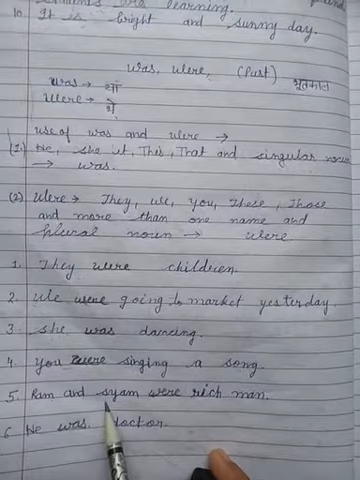 are learning.
10. It is bright and sunny day.
was, were, (Past) भूतकाल
was → था
were → थे
use of was and were →
(1.) He, she it, This, That and singular noun
→ was.
(2) Were → They, we, you, These, Those
and more than one name and
plural noun → were
1. They were children.
2. We were going to market yesterday.
3. she was dancing.
4. you were singing a song.
5. Ram and syam were rich man.
6 He was doctor.